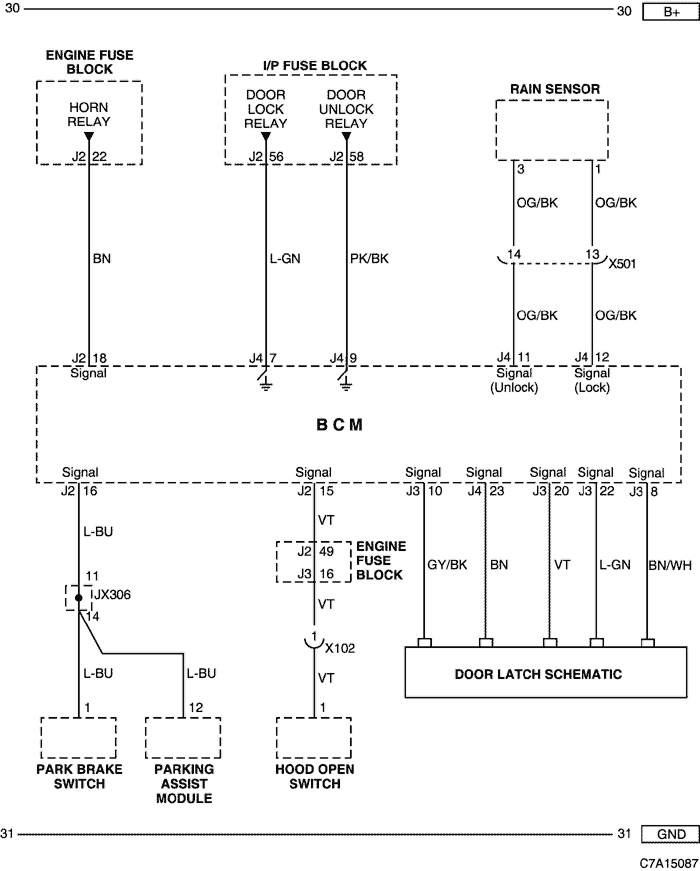 30 30 B+
ENGINE FUSE
BLOCK
HORN
RELAY
J2 22
I/P FUSE BLOCK
DOOR
LOCK
RELAY
DOOR
UNLOCK
RELAY
J2 56
J2 58
RAIN SENSOR
3 1
OG/BK OG/BK
BN L-GN PK/BK
14 13 X501
OG/BK OG/BK
J2 18 J4 7 J4 9 J4 11 J4 12
Signal
Signal
(Unlock)
Signal
(Lock)
BCM
Signal Signal Signal Signal Signal Signal Signal
J2 16 J2 15 J3 10 J4 23 J3 20 J3 22 J3 8
L-BU
VT
J2 49
J3 16
ENGINE
FUSE
BLOCK
GY/BK BN VT L-GN BN/WH
11
JX306
14
VT
1 X102
L-BU L-BU VT
1 12 1
DOOR LATCH SCHEMATIC
PARK BRAKE
SWITCH
PARKING
ASSIST
MODULE
HOOD OPEN
SWITCH
31 31 GND
C7A15087